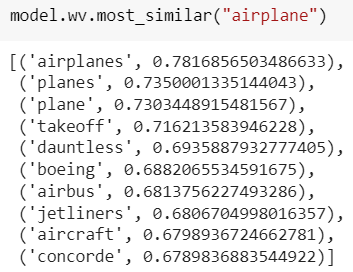 model.wv.most_similar("airplane")
[('airplanes', 0.7816856503486633),
('planes', 0.7350001335144043),
('plane', 0.7303448915481567),
('takeoff', 0.716213583946228),
('dauntless', 0.6935887932777405),
('boeing', 0.6882065534591675),
('airbus', 0.6813756227493286),
('jetliners', 0.6806704998016357),
('aircraft', 0.6798936724662781),
('concorde', 0.6789836883544922)]